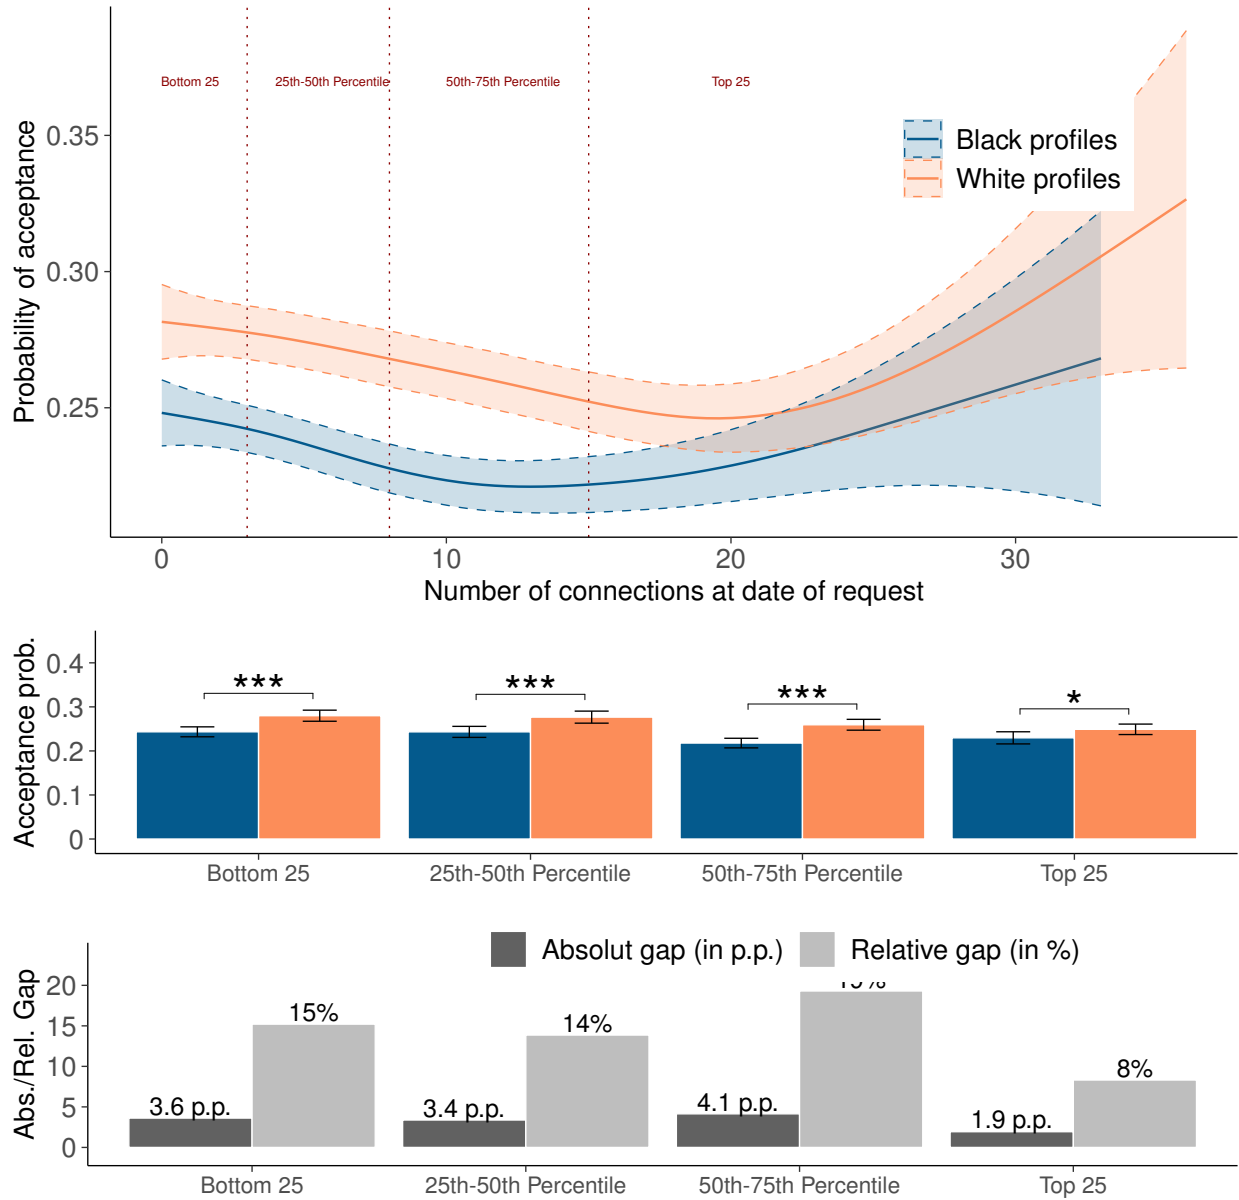 Bottom 25 25th-50th Percentile 50th-75th Percentile Top 25
0.35
0.30
0.25
Probability of acceptance
Black profiles
White profiles
0 10 20 30
Number of connections at date of request
Acceptance prob.
0.4
0.3
0.2
0.1
0
*** *** *** *
Bottom 25 25th-50th Percentile 50th-75th Percentile Top 25
Absolut gap (in p.p.) Relative gap (in %)
Abs./Rel. Gap
20
15
10
5
0
3.6 p.p. 15% 3.4 p.p. 14% 4.1 p.p. 1.9 p.p. 8%
Bottom 25 25th-50th Percentile 50th-75th Percentile Top 25